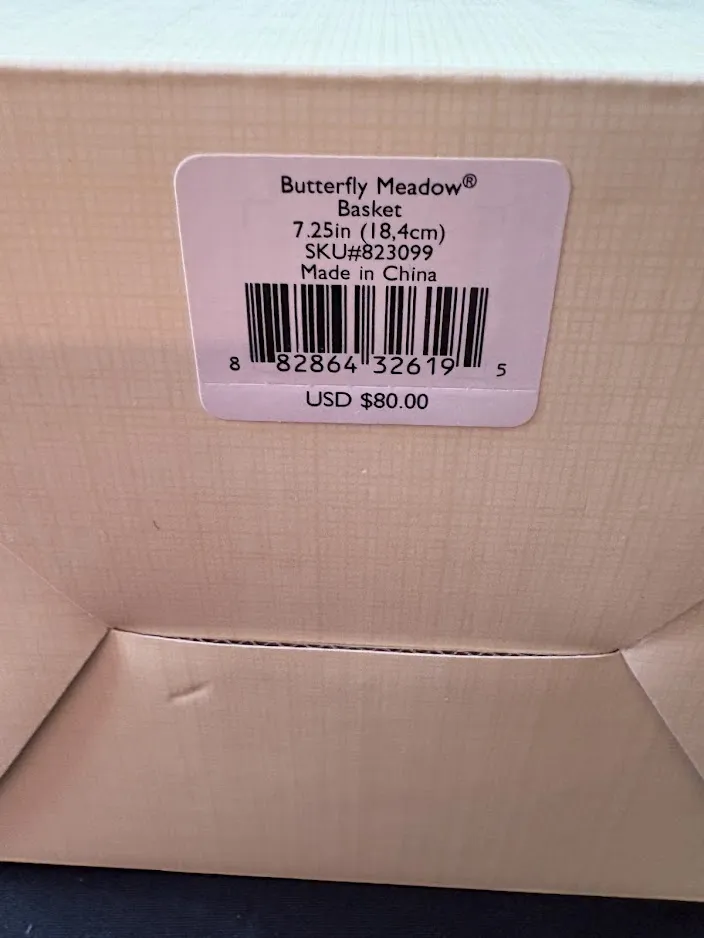 Butterfly Meadow®
Basket
7.25in (18,4cm)
SKU#823099
Made in China
8 82864 32619 5
USD $80.00